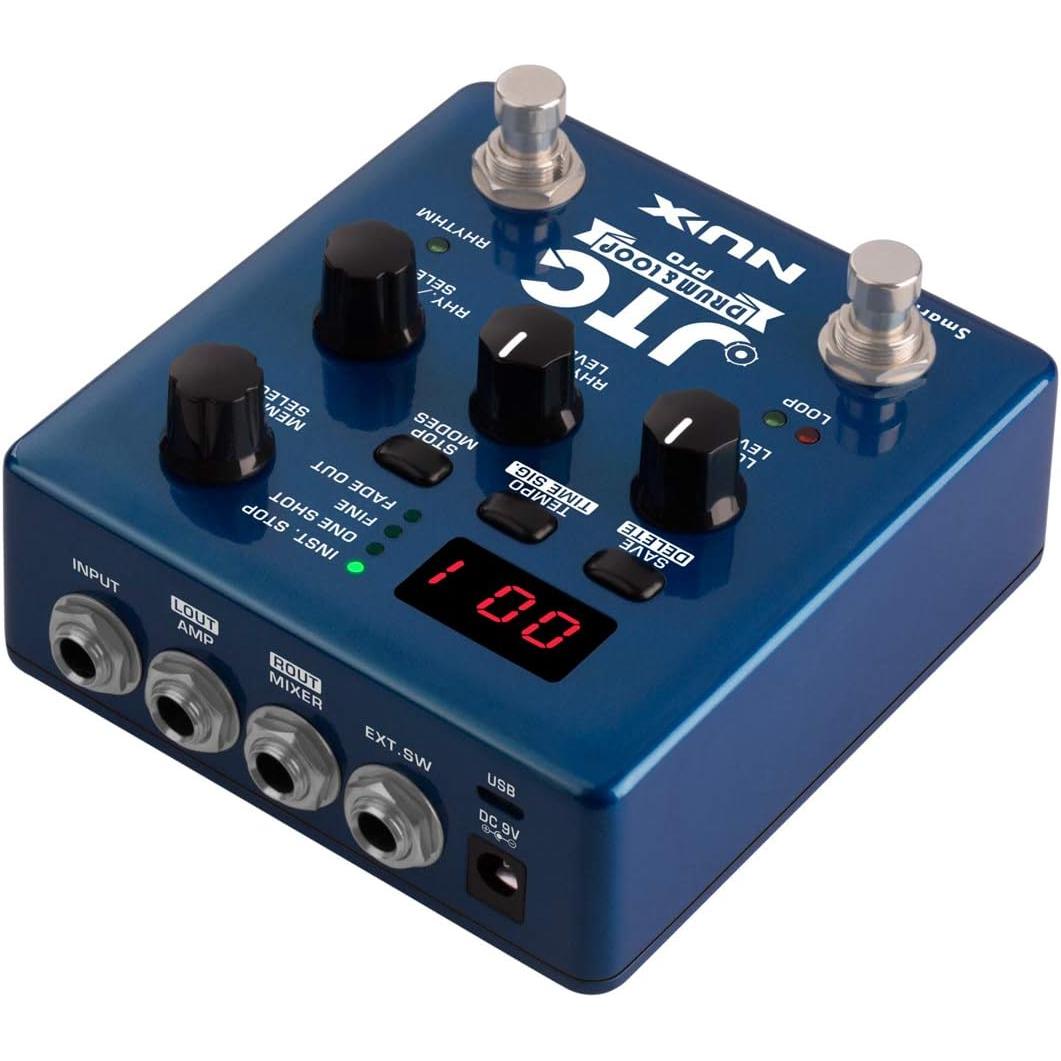 INPUT
LOUT
AMP
ROUT
MIXER
EXT.SW
USB
DC 9V
INST. STOP
ONE SHOT
FINE
FADE OUT
STOP
MODES
TEMPO
TIME SIG.
SAVE
DELETE
100
RHY./
RHYTHM
LOOP
JTC
DRUM&LOOP
Pro
NUX